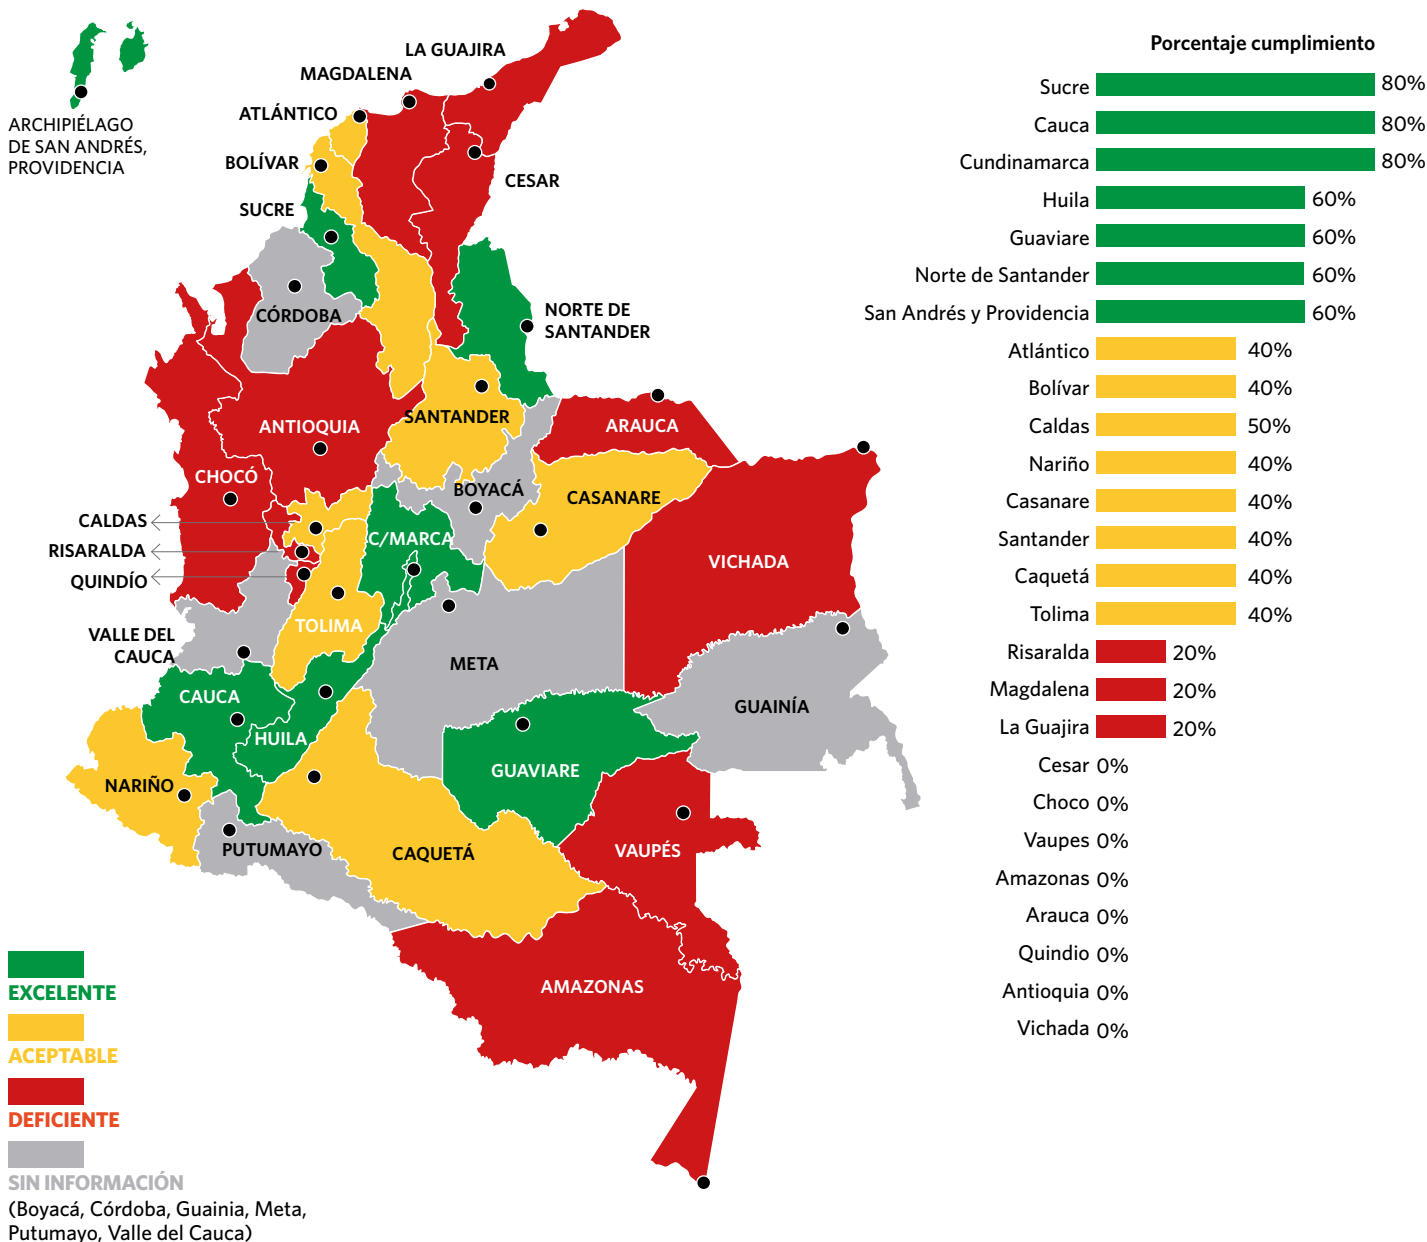 ARCHIPIÉLAGO
DE SAN ANDRÉS,
PROVIDENCIA
LA GUAJIRA
MAGDALENA
ATLÁNTICO
BOLÍVAR
CESAR
SUCRE
CÓRDOBA
NORTE DE
SANTANDER
SANTANDER
ANTIOQUIA
ARAUCA
CHOCÓ
BOYACÁ
CASANARE
CALDAS
C/MARCA
RISARALDA
VICHADA
QUINDÍO
TOLIMA
VALLE DEL
CAUCA
META
CAUCA
GUAINÍA
HUILA
GUAVIARE
NARIÑO
PUTUMAYO
CAQUETÁ
VAUPÉS
AMAZONAS
EXCELENTE
ACEPTABLE
DEFICIENTE
SIN INFORMACIÓN
(Boyacá, Córdoba, Guainia, Meta,
Putumayo, Valle del Cauca)
Porcentaje cumplimiento
Sucre 80%
Cauca 80%
Cundinamarca 80%
Huila 60%
Guaviare 60%
Norte de Santander 60%
San Andrés y Providencia 60%
Atlántico 40%
Bolívar 40%
Caldas 50%
Nariño 40%
Casanare 40%
Santander 40%
Caquetá 40%
Tolima 40%
Risaralda 20%
Magdalena 20%
La Guajira 20%
Cesar 0%
Choco 0%
Vaupes 0%
Amazonas 0%
Arauca 0%
Quindio 0%
Antioquia 0%
Vichada 0%